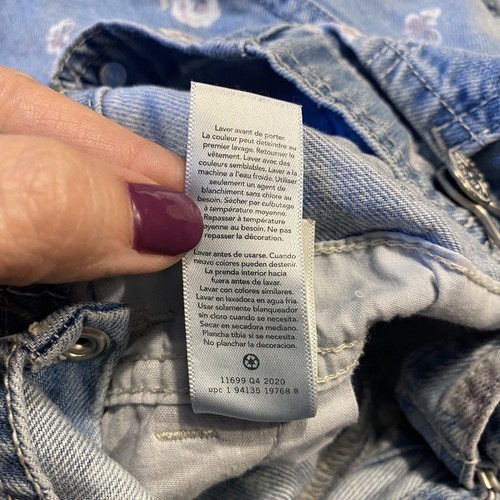 Laver avant de porter.
La couleur peut deteindre au
premier lavage. Retourner le
vêtement. Laver avec des
couleurs semblables. Laver a la
machine a l'eau froide. Utiliser
seulement un agent de
blanchiment sans chlore au
besoin. Sécher par culbutage
à température moyenne.
Repasser à température
moyenne au besoin. Ne pas
repasser la décoration.
Lavar antes de usarse. Cuando
nuevo colores pueden destenir.
La prenda interior hacia
fuera antes de lavar.
Lavar con colores similares.
Lavar en lavadora en agua fria.
Usar solamente blanqueador
sin cloro cuando se necesita.
Secar en secadora mediano.
Plancha tibia si se necesita.
No planchar la decoracion.
11699 Q4 2020
upc 1 94135 19768 8